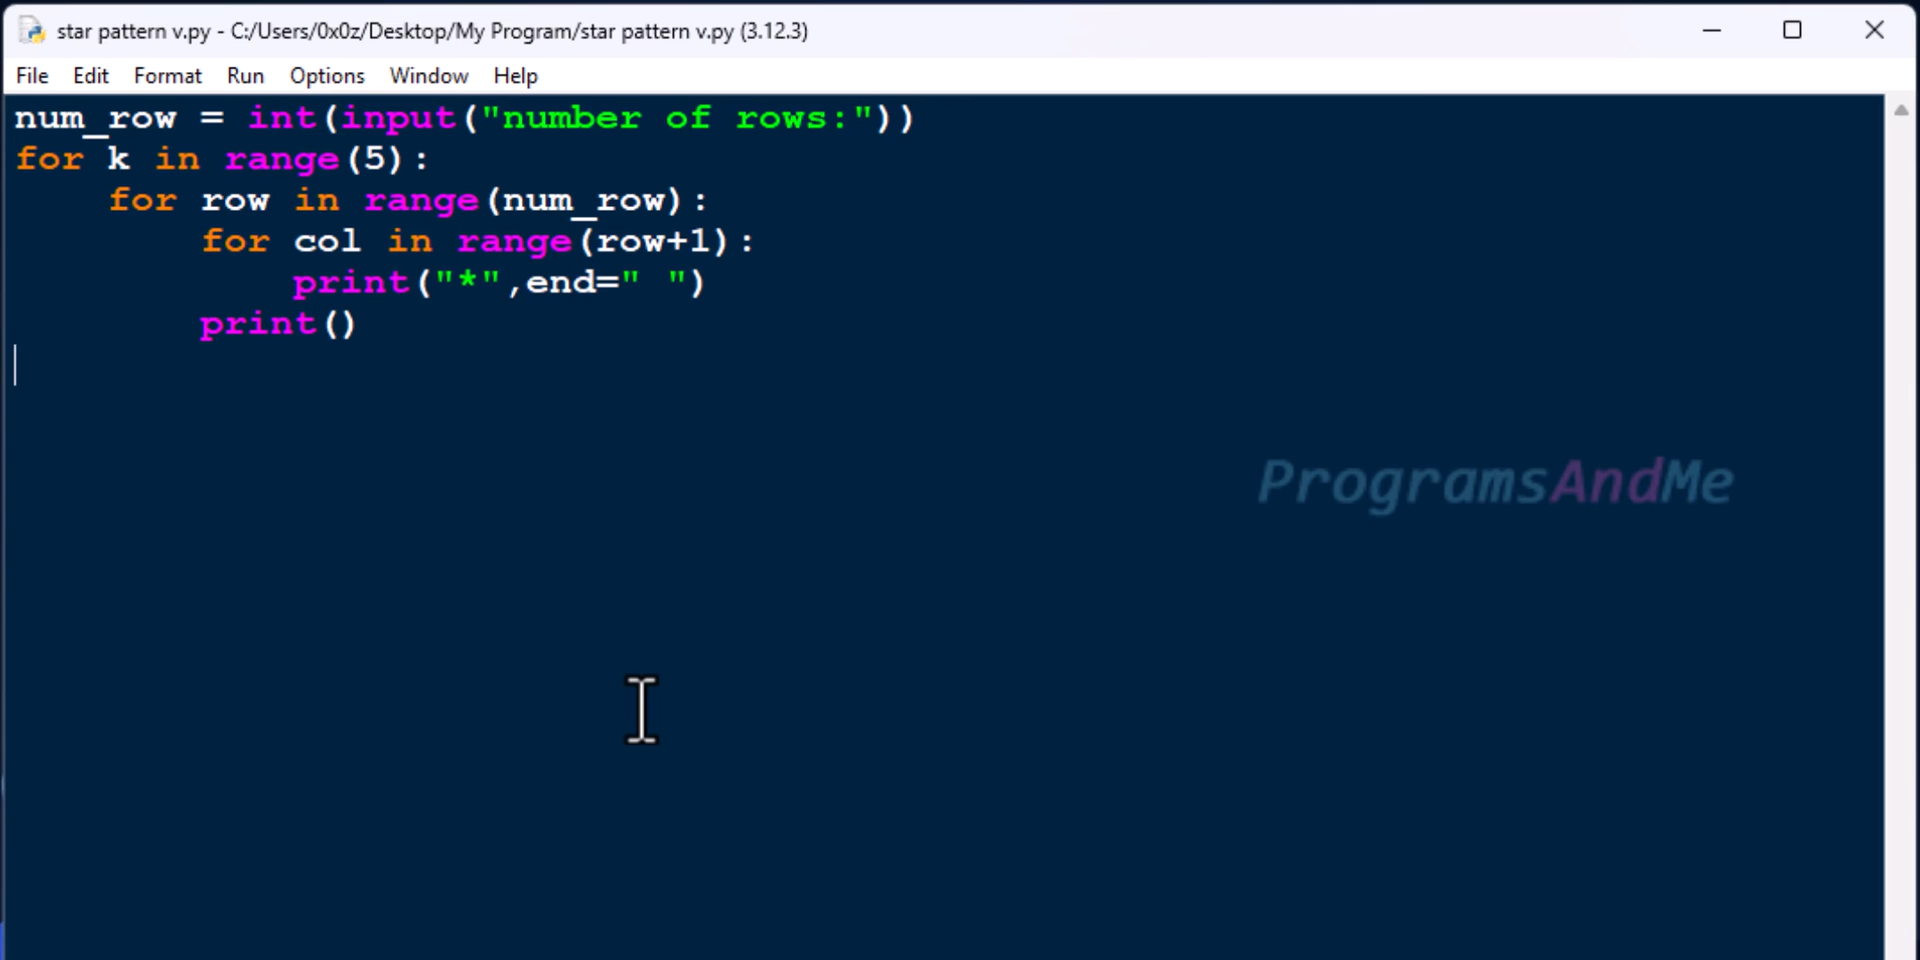 star pattern v.py - C:/Users/0x0z/Desktop/My Program/star pattern v.py (3.12.3)
File Edit Format Run Options Window Help
num_row = int(input("number of rows:"))
for k in range(5):
    for row in range(num_row):
        for col in range(row+1):
            print("*",end=" ")
        print()
ProgramsAndMe